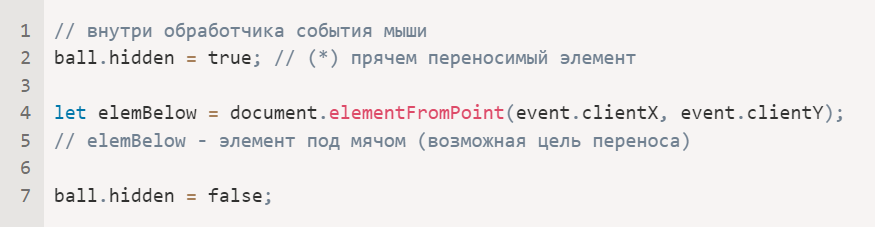 1 // внутри обработчика события мыши
2 ball.hidden = true; // (*) прячем переносимый элемент
3
4 let elemBelow = document.elementFromPoint(event.clientX, event.clientY);
5 // elemBelow - элемент под мячом (возможная цель переноса)
6
7 ball.hidden = false;